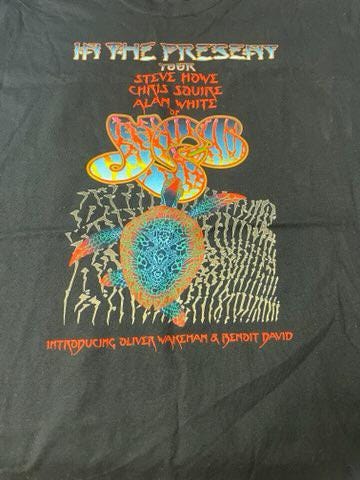 IN THE PRESENT
TOUR
STEVE HOWE
CHRIS SQUIRE
ALAN WHITE
OF
YES
INTRODUCING OLIVER WAKEMAN & BENOIT DAVID